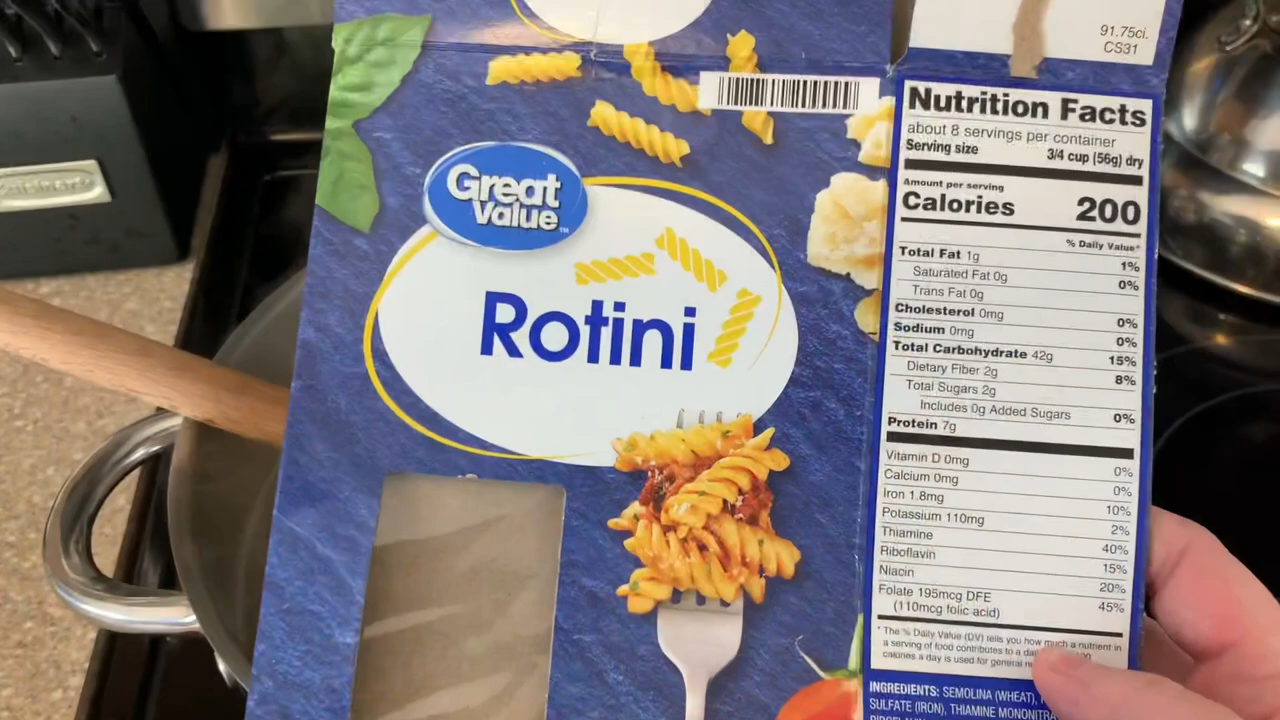 Great
Value™
Rotini
91.75ci.
CS31
Nutrition Facts
about 8 servings per container
Serving size 3/4 cup (56g) dry
Amount per serving
Calories 200
% Daily Value*
Total Fat 1g 1%
Saturated Fat 0g 0%
Trans Fat 0g
Cholesterol 0mg 0%
Sodium 0mg 0%
Total Carbohydrate 42g 15%
Dietary Fiber 2g 8%
Total Sugars 2g
Includes 0g Added Sugars 0%
Protein 7g
Vitamin D 0mg 0%
Calcium 0mg 0%
Iron 1.8mg 10%
Potassium 110mg 2%
Thiamine 40%
Riboflavin 15%
Niacin 20%
Folate 195mcg DFE 45%
(110mcg folic acid)
* The % Daily Value (DV) tells you how much a nutrient in
a serving of food contributes to a
calories a day is used for general
INGREDIENTS: SEMOLINA (WHEAT),
SULFATE (IRON), THIAMINE